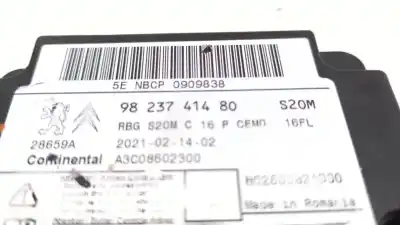 5E NBCP 0909838
98 237 414 80 S20M
RBG S20M C 16 P CEMD 16FL
28659A 2021-02-14-02
Continental A3C08602300
Made in Romania